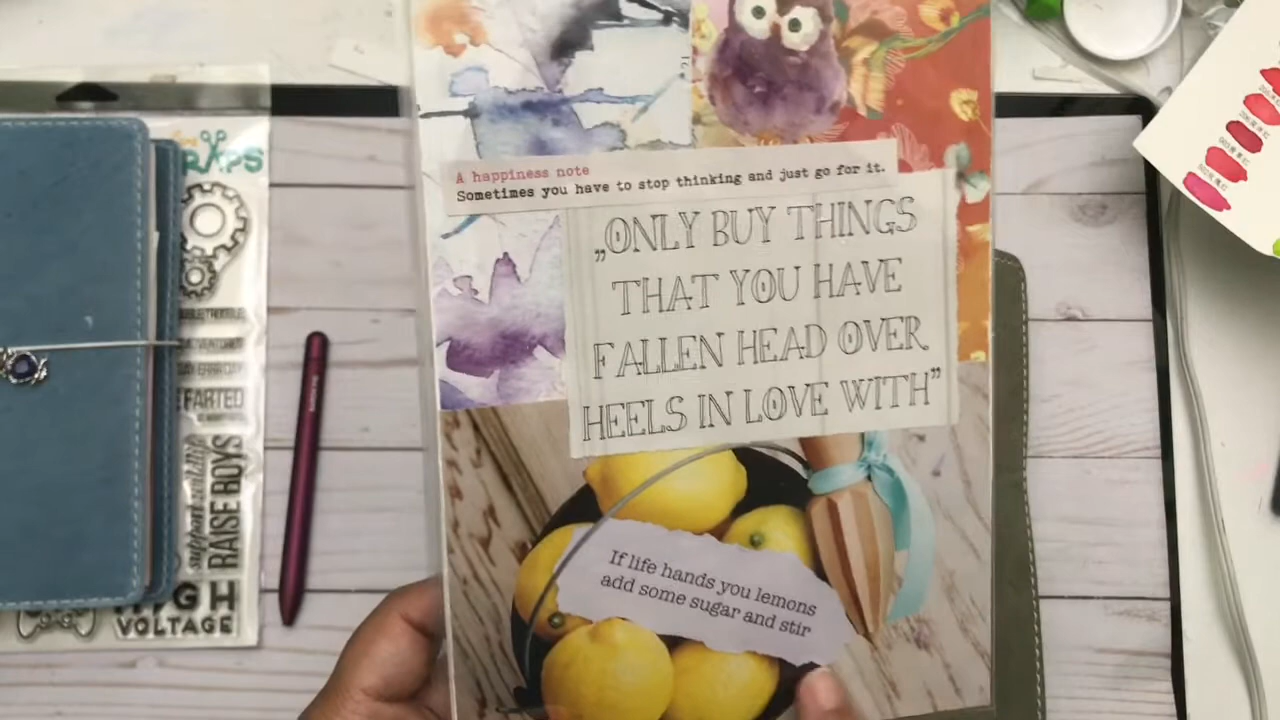 A happiness note
Sometimes you have to stop thinking and just go for it.
„ONLY BUY THINGS
THAT YOU HAVE
FALLEN HEAD OVER
HEELS IN LOVE WITH”
If life hands you lemons
add some sugar and stir
RAPS
FARTED
RAISE BOYS
HIGH
VOLTAGE